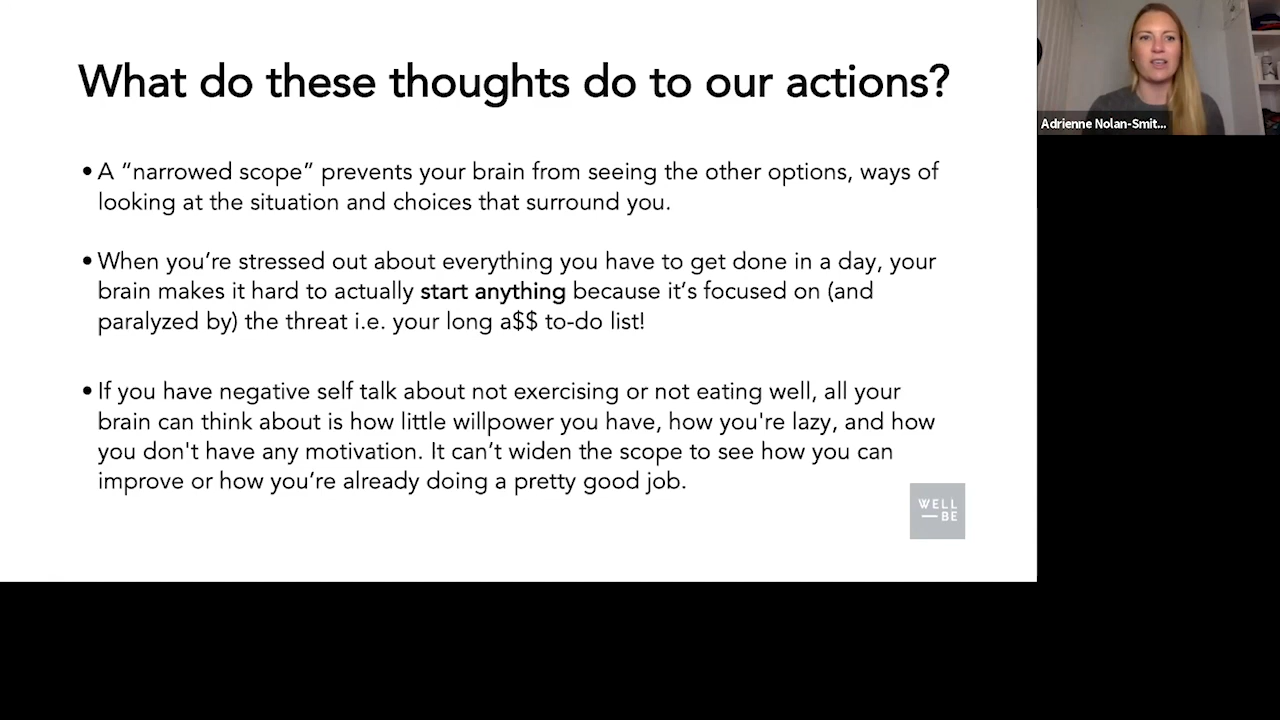 What do these thoughts do to our actions?
Adrienne Nolan-Smit...
• A “narrowed scope” prevents your brain from seeing the other options, ways of
looking at the situation and choices that surround you.
• When you’re stressed out about everything you have to get done in a day, your
brain makes it hard to actually start anything because it’s focused on (and
paralyzed by) the threat i.e. your long a$$ to-do list!
• If you have negative self talk about not exercising or not eating well, all your
brain can think about is how little willpower you have, how you're lazy, and how
you don't have any motivation. It can’t widen the scope to see how you can
improve or how you’re already doing a pretty good job.
WELL
—BE